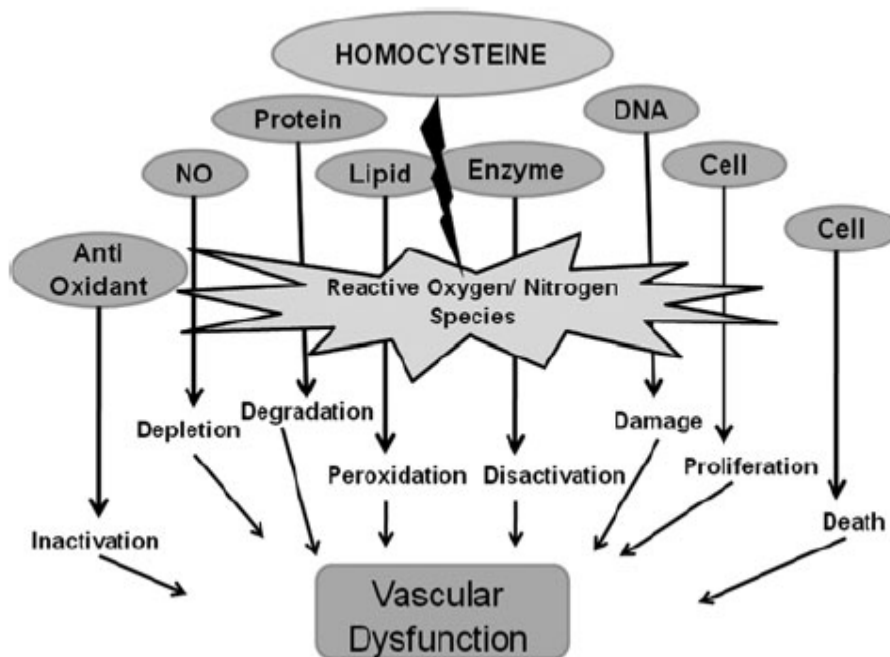 HOMOCYSTEINE
Protein
DNA
NO
Lipid
Enzyme
Cell
Cell
Anti
Oxidant
Reactive Oxygen/ Nitrogen
Species
Degradation
Depletion
Damage
Peroxidation
Disactivation
Proliferation
Inactivation
Death
Vascular
Dysfunction